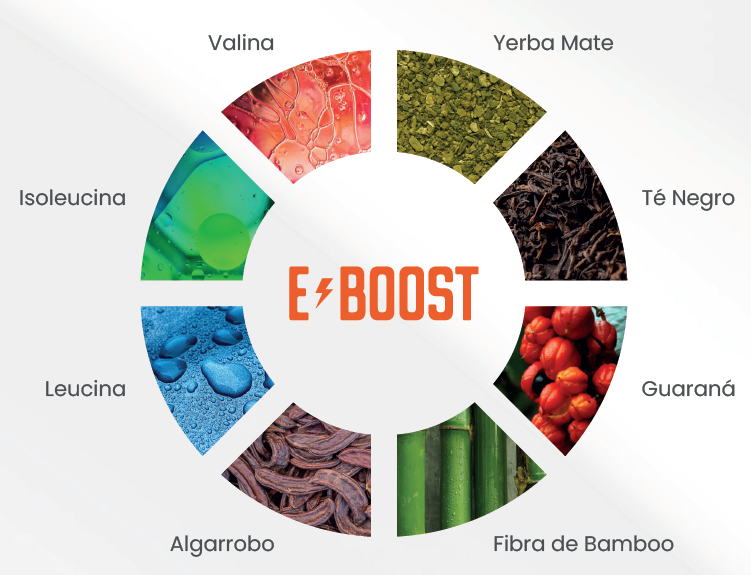 Valina
Yerba Mate
Isoleucina
Té Negro
E⚡BOOST
Leucina
Guaraná
Algarrobo
Fibra de Bamboo